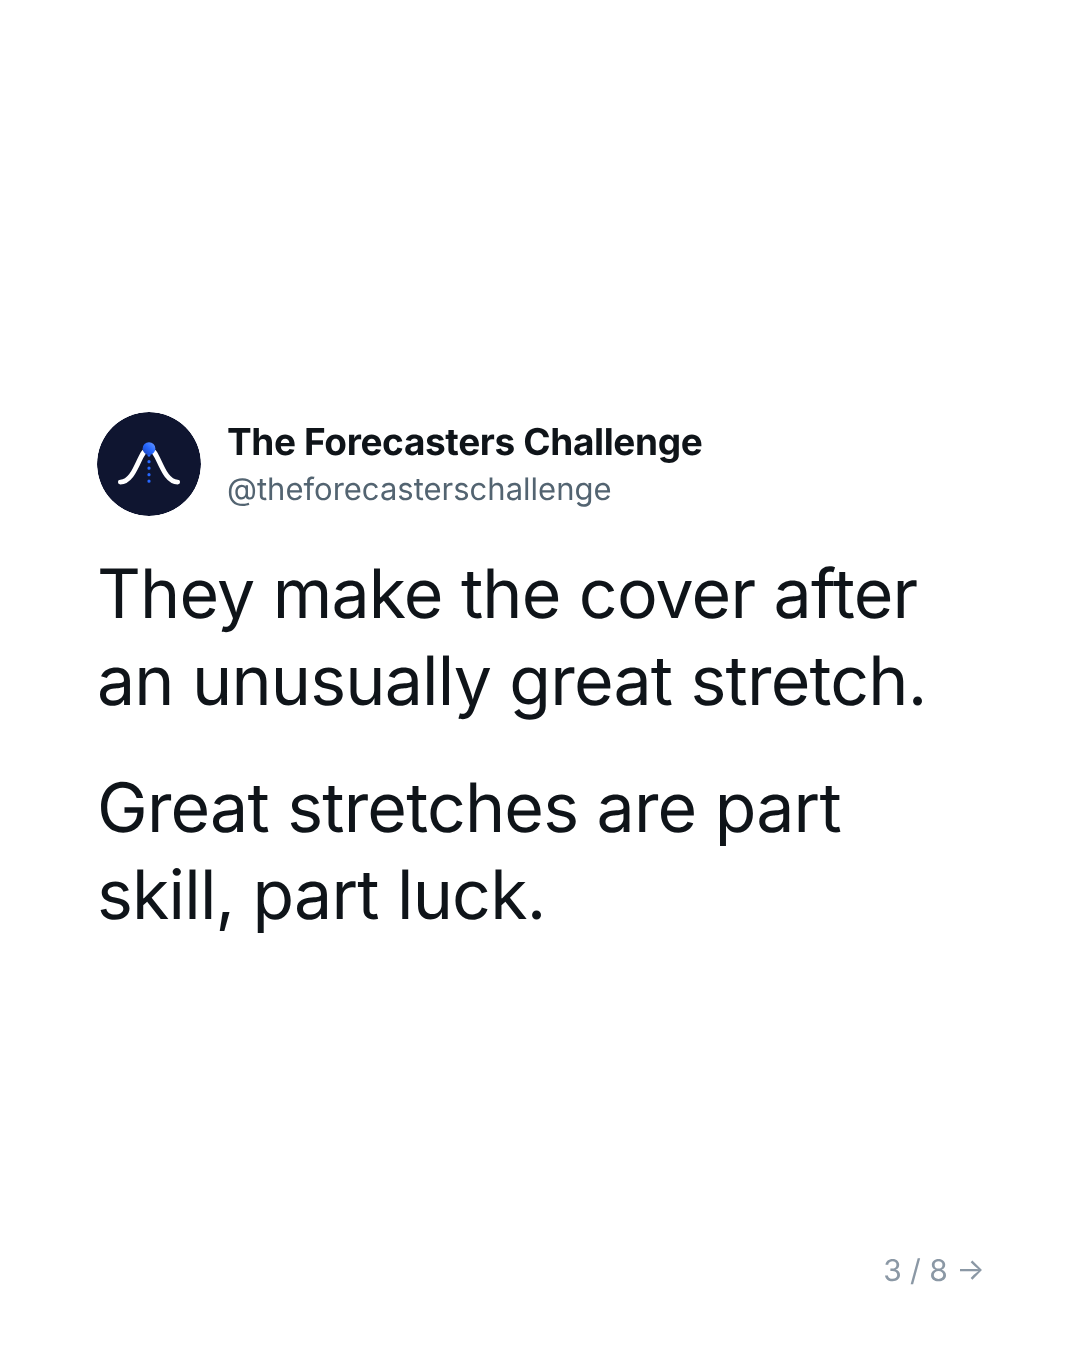 The Forecasters Challenge
@theforecasterschallenge
They make the cover after
an unusually great stretch.
Great stretches are part
skill, part luck.
3 / 8 →